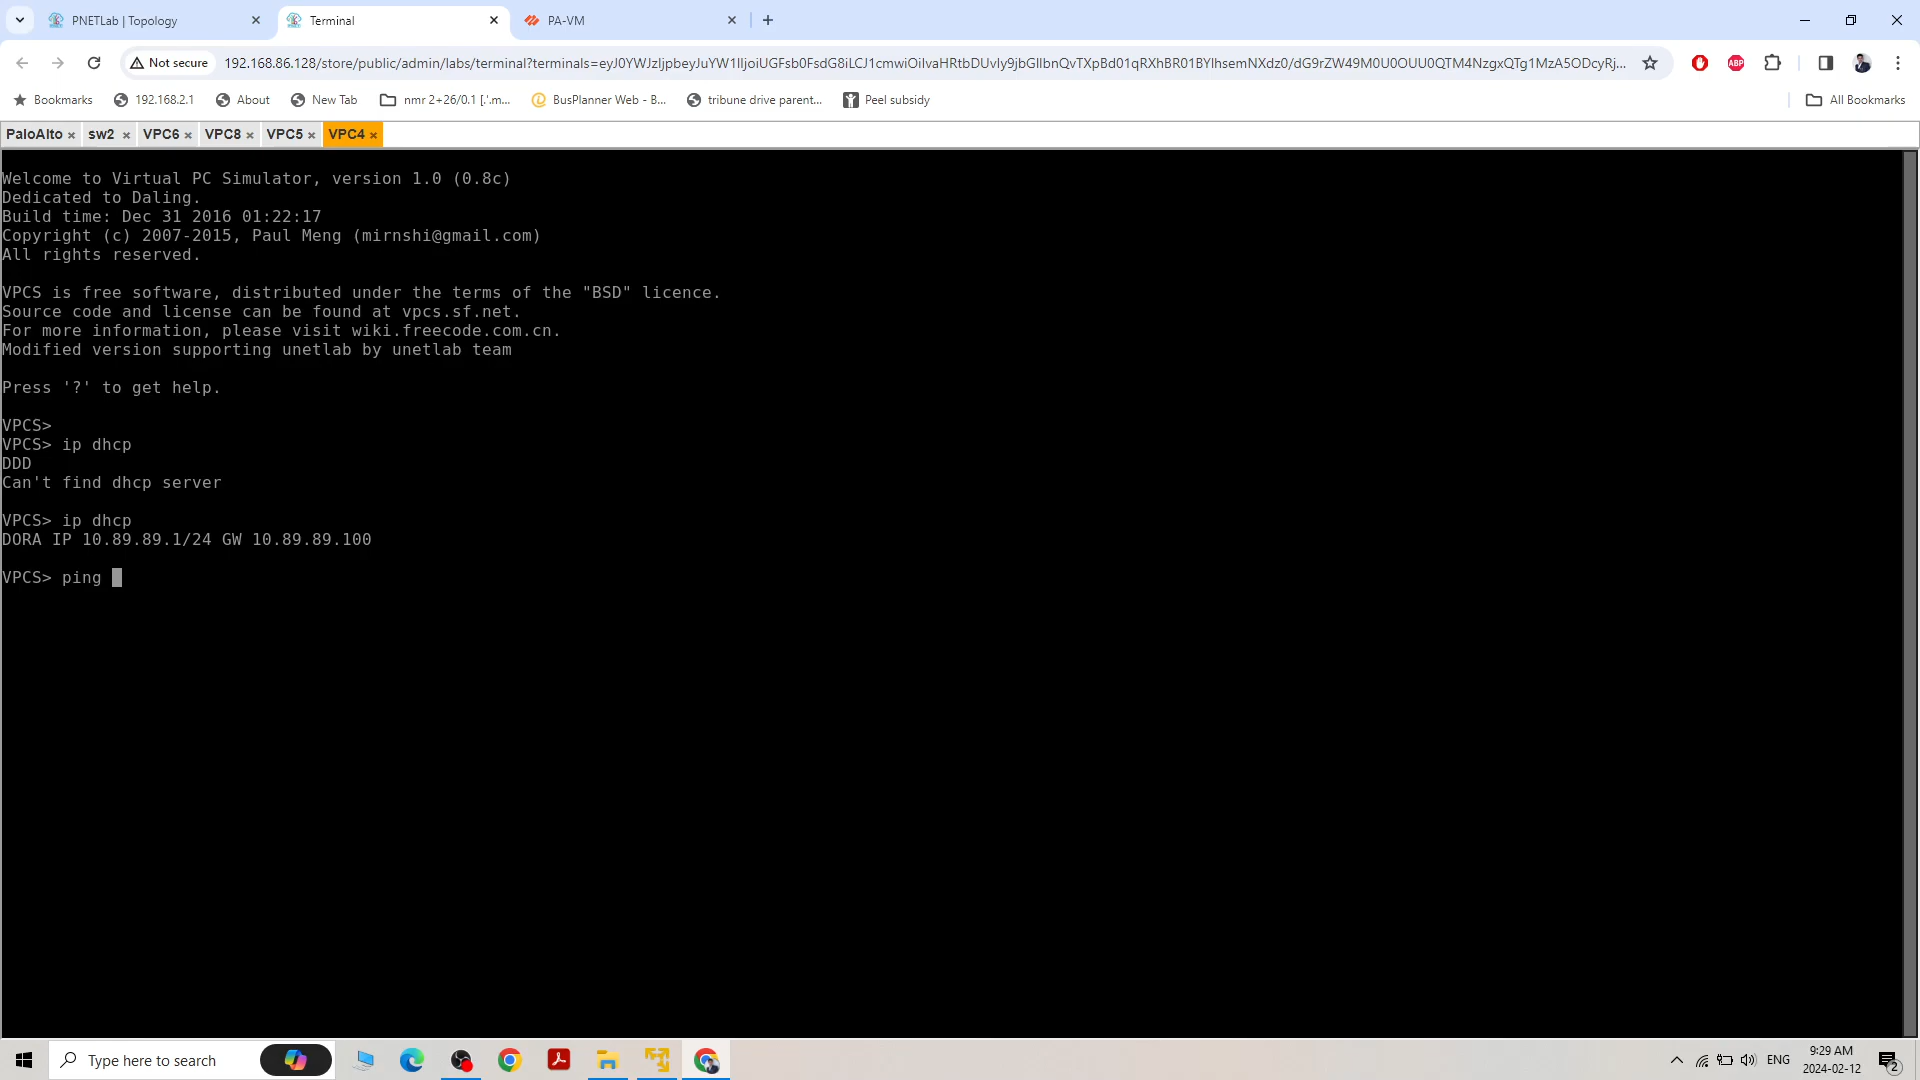 PNETLab | Topology
Terminal
PA-VM
Not secure
192.168.86.128/store/public/admin/labs/terminal?terminals=
Bookmarks
192.168.2.1
About
New Tab
nmr 2+26/0.1 [.'.m...
BusPlanner Web - B...
tribune drive parent...
Peel subsidy
All Bookmarks
PaloAlto
sw2
VPC6
VPC8
VPC5
VPC4
Welcome to Virtual PC Simulator, version 1.0 (0.8c)
Dedicated to Daling.
Build time: Dec 31 2016 01:22:17
Copyright (c) 2007-2015, Paul Meng (mirnshi@gmail.com)
All rights reserved.
VPCS is free software, distributed under the terms of the "BSD" licence.
Source code and license can be found at vpcs.sf.net.
For more information, please visit wiki.freecode.com.cn.
Modified version supporting unetlab by unetlab team
Press '?' to get help.
VPCS>
VPCS> ip dhcp
DDD
Can't find dhcp server
VPCS> ip dhcp
DORA IP 10.89.89.1/24 GW 10.89.89.100
VPCS> ping
Type here to search
ENG
9:29 AM
2024-02-12
2
ABP